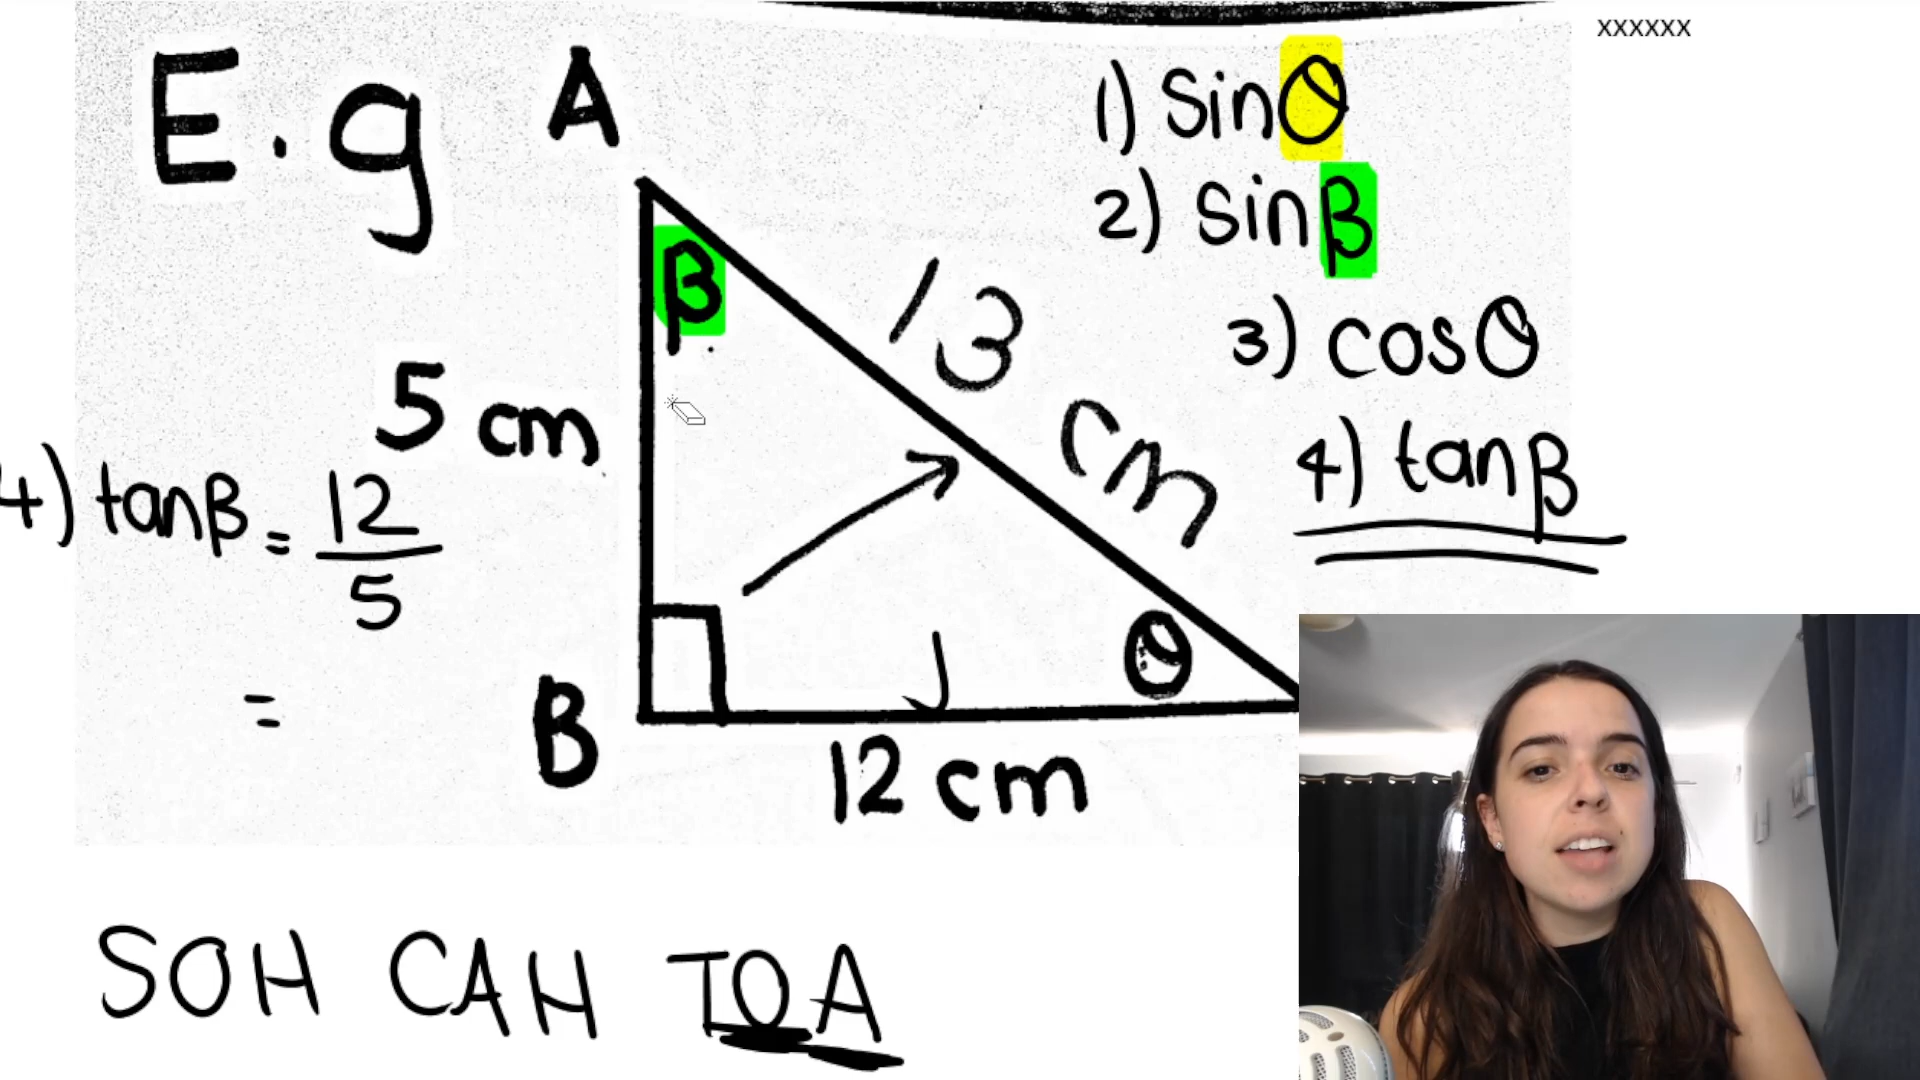 xxxxxx
E.g
A
1) sinθ
2) sinβ
3) cosθ
4) tanβ
β
13 cm
5 cm
4) tanβ = 12/5
=
θ
B
12 cm
SOH CAH TOA